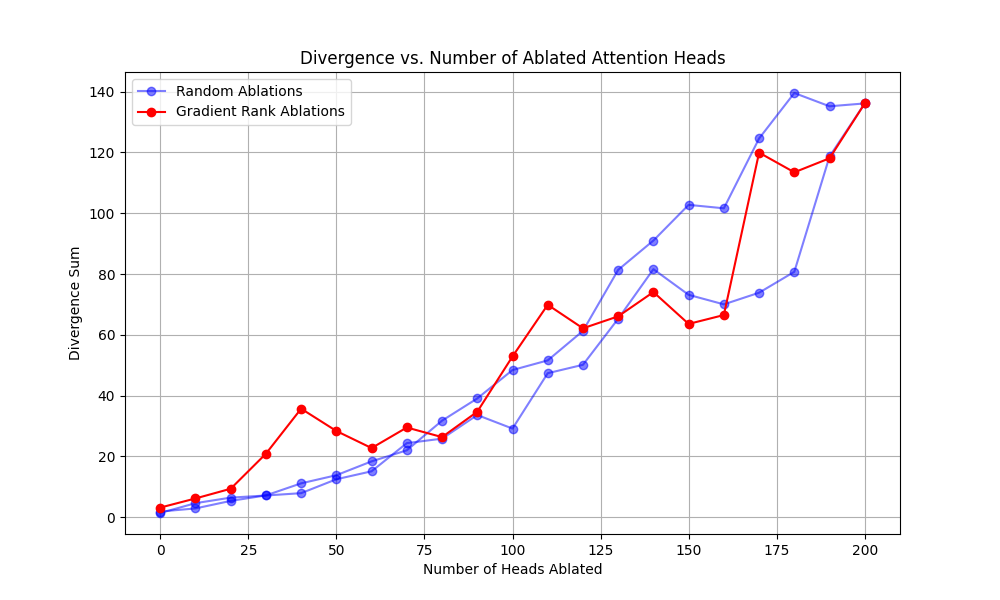 Divergence vs. Number of Ablated Attention Heads
Random Ablations
Gradient Rank Ablations
Divergence Sum
140
120
100
80
60
40
20
0
0 25 50 75 100 125 150 175 200
Number of Heads Ablated